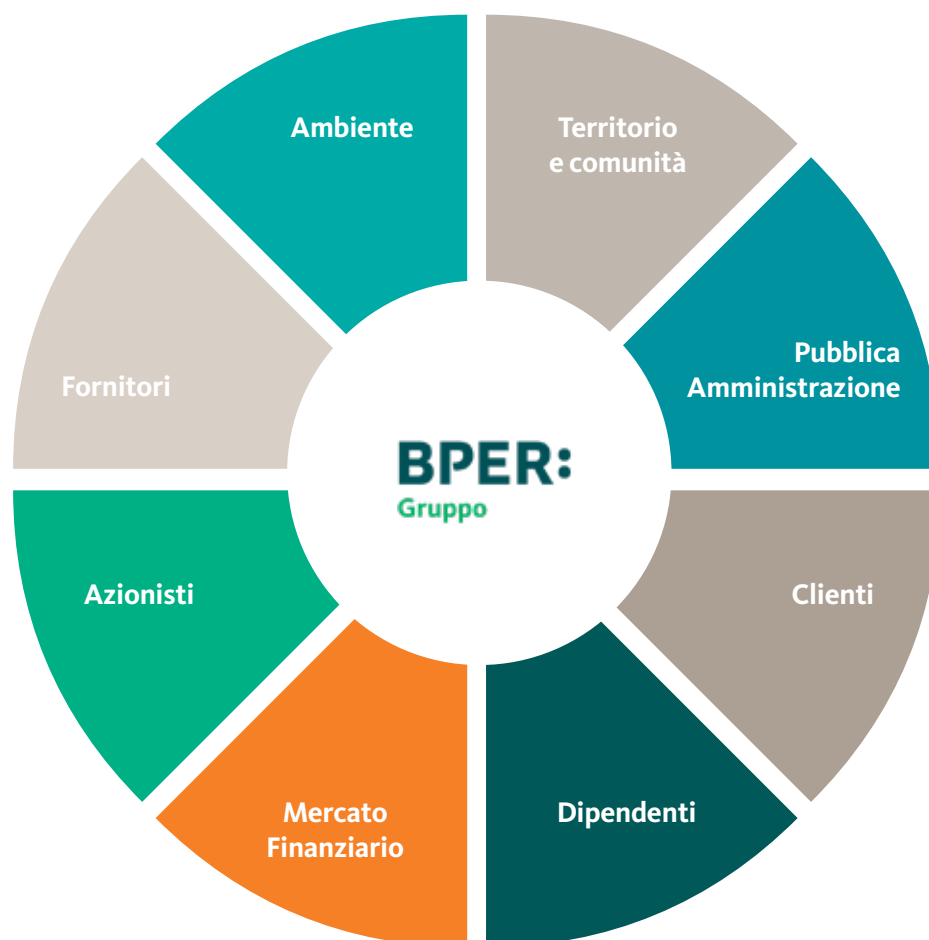 Ambiente
Territorio
e comunità
Pubblica
Amministrazione
Fornitori
BPER:
Gruppo
Azionisti
Clienti
Mercato
Finanziario
Dipendenti